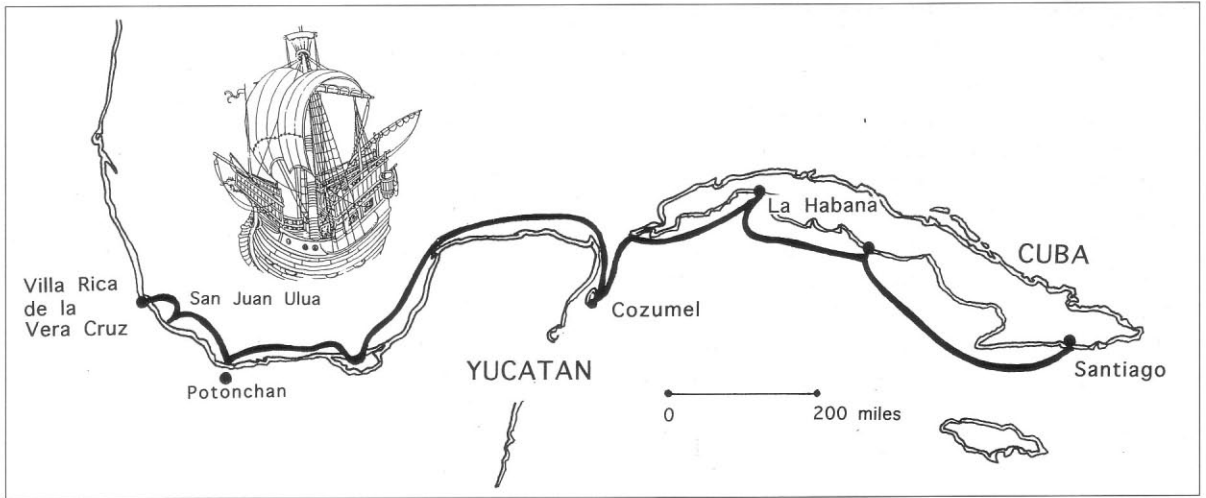 La Habana
CUBA
Villa Rica
de la
Vera Cruz
San Juan Ulua
Cozumel
YUCATAN
Santiago
Potonchan
0
200 miles